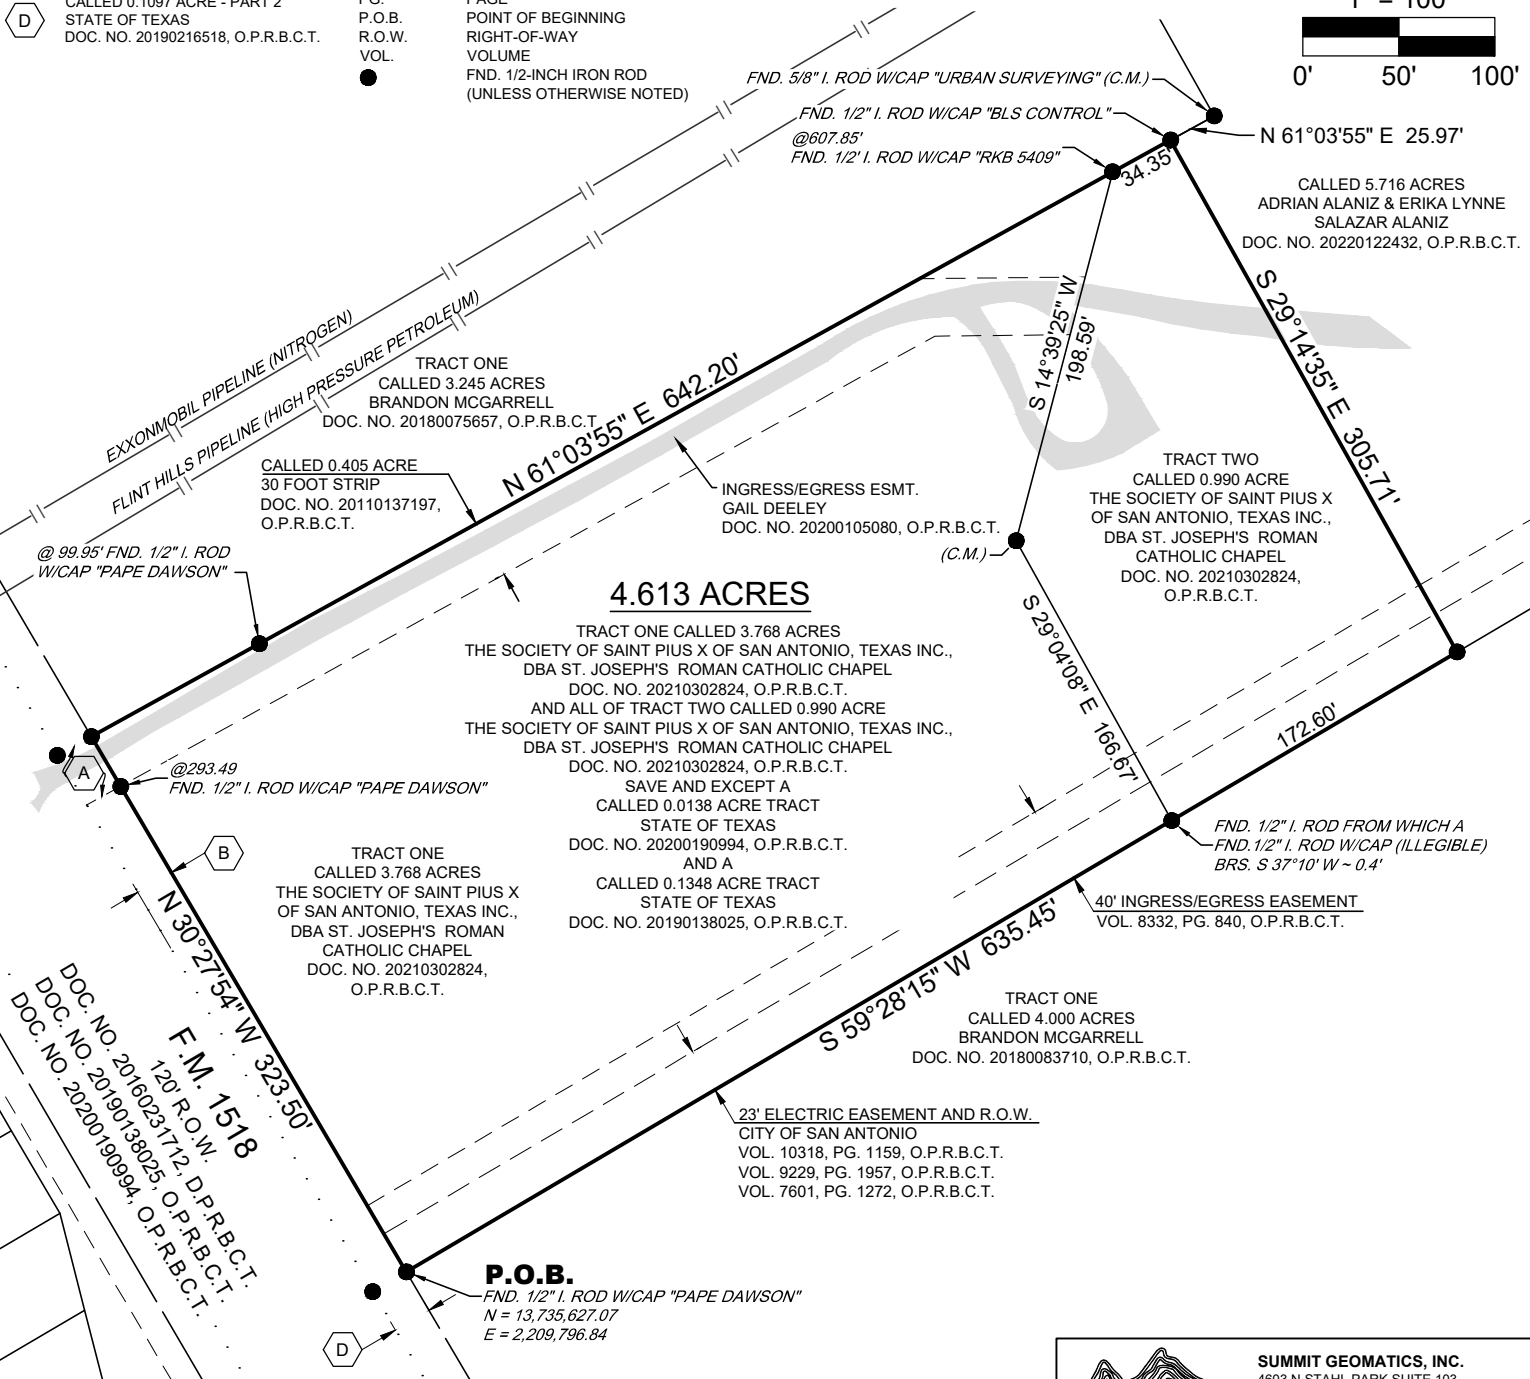 CALLED 0.1097 ACRE - PART 2
D
STATE OF TEXAS
DOC. NO. 20190216518, O.P.R.B.C.T.
PG. PAGE
P.O.B. POINT OF BEGINNING
R.O.W. RIGHT-OF-WAY
VOL. VOLUME
FND. 1/2-INCH IRON ROD
(UNLESS OTHERWISE NOTED)
1" = 100'
0' 50' 100'
FND. 5/8" I. ROD W/CAP "URBAN SURVEYING" (C.M.)
FND. 1/2" I. ROD W/CAP "BLS CONTROL"
@607.85'
FND. 1/2' I. ROD W/CAP "RKB 5409"
34.35'
N 61°03'55" E 25.97'
CALLED 5.716 ACRES
ADRIAN ALANIZ & ERIKA LYNNE
SALAZAR ALANIZ
DOC. NO. 20220122432, O.P.R.B.C.T.
S 29°14'35" E 305.71'
S 14°39'25" W
198.59'
EXXONMOBIL PIPELINE (NITROGEN)
FLINT HILLS PIPELINE (HIGH PRESSURE PETROLEUM)
TRACT ONE
CALLED 3.245 ACRES
BRANDON MCGARRELL
DOC. NO. 20180075657, O.P.R.B.C.T.
N 61°03'55" E 642.20'
CALLED 0.405 ACRE
30 FOOT STRIP
DOC. NO. 20110137197,
O.P.R.B.C.T.
INGRESS/EGRESS ESMT.
GAIL DEELEY
DOC. NO. 20200105080, O.P.R.B.C.T.
(C.M.)
TRACT TWO
CALLED 0.990 ACRE
THE SOCIETY OF SAINT PIUS X
OF SAN ANTONIO, TEXAS INC.,
DBA ST. JOSEPH'S ROMAN
CATHOLIC CHAPEL
DOC. NO. 20210302824,
O.P.R.B.C.T.
@ 99.95' FND. 1/2" I. ROD
W/CAP "PAPE DAWSON"
4.613 ACRES
TRACT ONE CALLED 3.768 ACRES
THE SOCIETY OF SAINT PIUS X OF SAN ANTONIO, TEXAS INC.,
DBA ST. JOSEPH'S ROMAN CATHOLIC CHAPEL
DOC. NO. 20210302824, O.P.R.B.C.T.
AND ALL OF TRACT TWO CALLED 0.990 ACRE
THE SOCIETY OF SAINT PIUS X OF SAN ANTONIO, TEXAS INC.,
DBA ST. JOSEPH'S ROMAN CATHOLIC CHAPEL
DOC. NO. 20210302824, O.P.R.B.C.T.
SAVE AND EXCEPT A
CALLED 0.0138 ACRE TRACT
STATE OF TEXAS
DOC. NO. 20200190994, O.P.R.B.C.T.
AND A
CALLED 0.1348 ACRE TRACT
STATE OF TEXAS
DOC. NO. 20190138025, O.P.R.B.C.T.
S 29°04'08" E 166.67'
172.60'
A
@293.49
FND. 1/2" I. ROD W/CAP "PAPE DAWSON"
B
TRACT ONE
CALLED 3.768 ACRES
THE SOCIETY OF SAINT PIUS X
OF SAN ANTONIO, TEXAS INC.,
DBA ST. JOSEPH'S ROMAN
CATHOLIC CHAPEL
DOC. NO. 20210302824,
O.P.R.B.C.T.
FND. 1/2" I. ROD FROM WHICH A
FND.1/2" I. ROD W/CAP (ILLEGIBLE)
BRS. S 37°10' W ~ 0.4'
40' INGRESS/EGRESS EASEMENT
VOL. 8332, PG. 840, O.P.R.B.C.T.
N 30°27'54" W 323.50'
S 59°28'15" W 635.45'
TRACT ONE
CALLED 4.000 ACRES
BRANDON MCGARRELL
DOC. NO. 20180083710, O.P.R.B.C.T.
F.M. 1518
120' R.O.W.
DOC. NO. 20160231712, D.P.R.B.C.T.
DOC. NO. 20190138025, O.P.R.B.C.T.
DOC. NO. 20200190994, O.P.R.B.C.T.
23' ELECTRIC EASEMENT AND R.O.W.
CITY OF SAN ANTONIO
VOL. 10318, PG. 1159, O.P.R.B.C.T.
VOL. 9229, PG. 1957, O.P.R.B.C.T.
VOL. 7601, PG. 1272, O.P.R.B.C.T.
P.O.B.
FND. 1/2" I. ROD W/CAP "PAPE DAWSON"
N = 13,735,627.07
E = 2,209,796.84
D
SUMMIT GEOMATICS, INC.
4603 N STAHL PARK SUITE 103